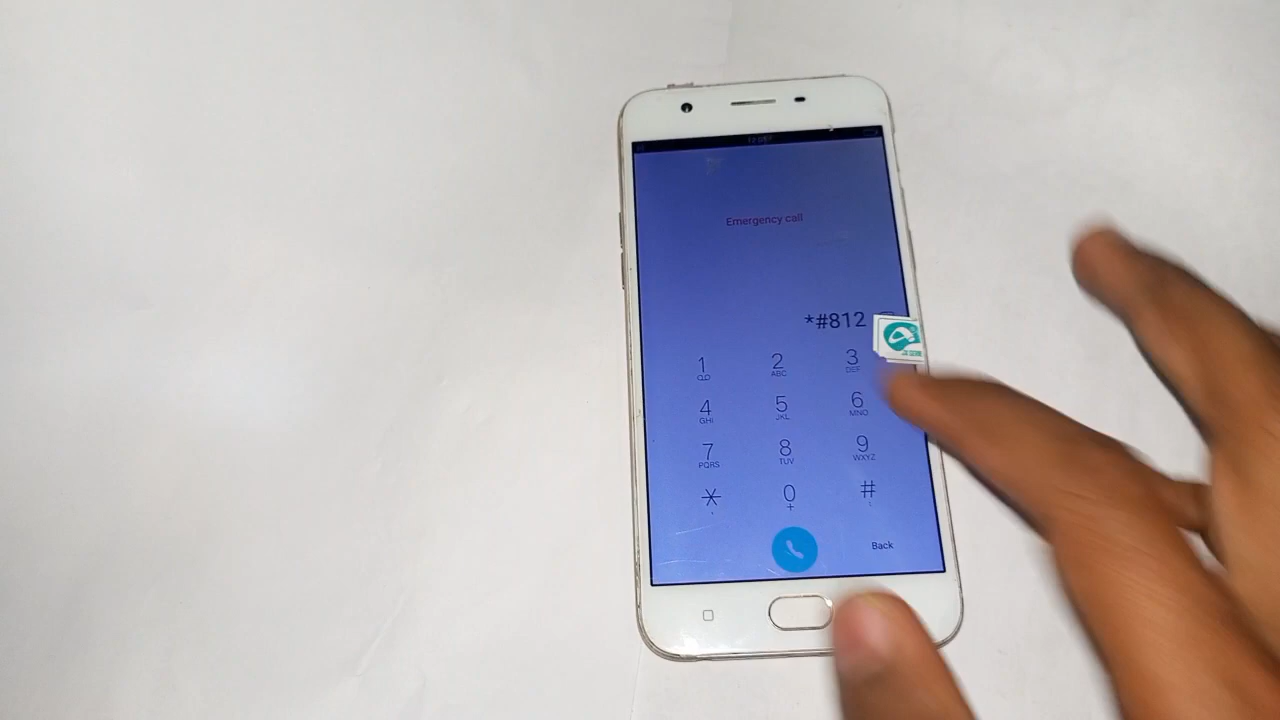 Emergency call
*#812
1 2 3
ABC DEF
4 5 6
GHI JKL MNO
7 8 9
PQRS TUV WXYZ
* 0 #
+
Back